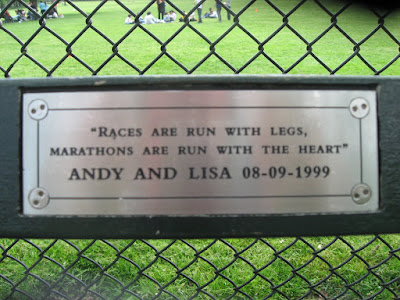 “RACES ARE RUN WITH LEGS,
MARATHONS ARE RUN WITH THE HEART”
ANDY AND LISA 08-09-1999